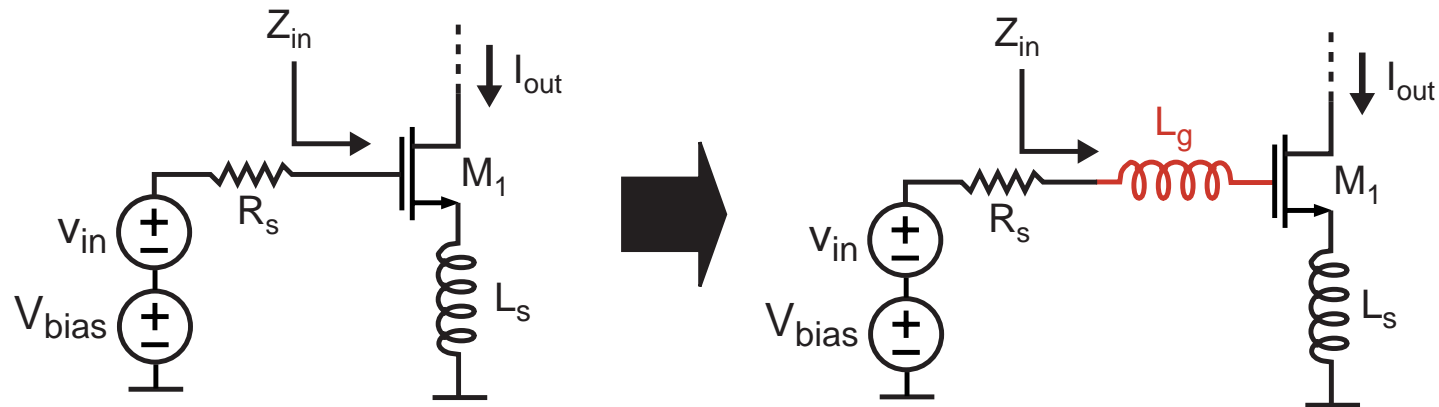 Z_in
I_out
M_1
R_s
v_in
L_s
V_bias
Z_in
I_out
L_g
M_1
R_s
v_in
L_s
V_bias